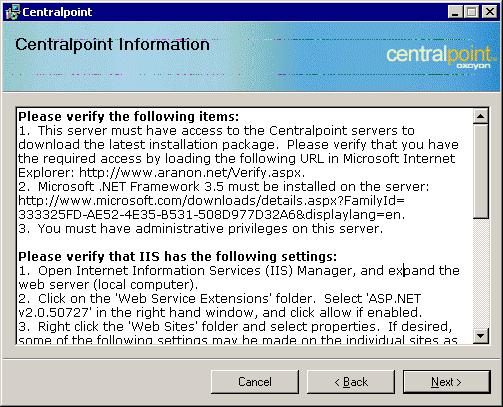 Centralpoint
Centralpoint Information
centralpoint
oxcyon
Please verify the following items:
1.  This server must have access to the Centralpoint servers to
download the latest installation package.  Please verify that you have
the required access by loading the following URL in Microsoft Internet
Explorer: http://www.aranon.net/Verify.aspx.
2.  Microsoft .NET Framework 3.5 must be installed on the server:
http://www.microsoft.com/downloads/details.aspx?FamilyId=
333325FD-AE52-4E35-B531-508D977D32A6&displaylang=en.
3.  You must have administrative privileges on this server.
Please verify that IIS has the following settings:
1.  Open Internet Information Services (IIS) Manager, and expand the
web server (local computer).
2.  Click on the 'Web Service Extensions' folder.  Select 'ASP.NET
v2.0.50727' in the right hand window, and click allow if enabled.
3.  Right click the 'Web Sites' folder and select properties.  If desired,
some of the following settings may be made on the individual sites as
Cancel
< Back
Next >